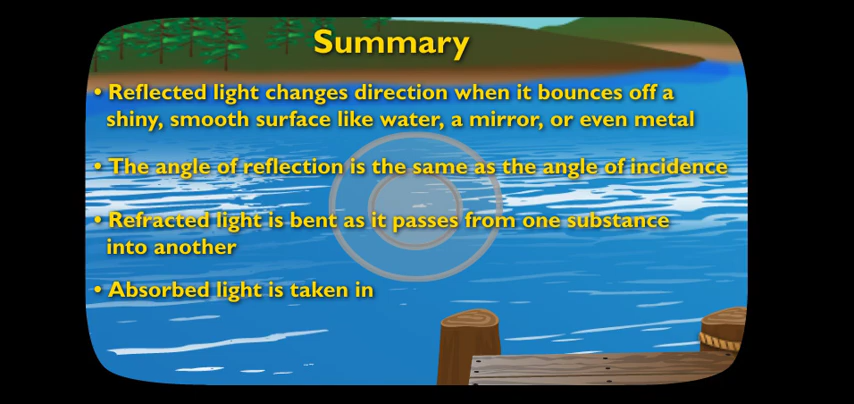 Summary
• Reflected light changes direction when it bounces off a
shiny, smooth surface like water, a mirror, or even metal
• The angle of reflection is the same as the angle of incidence
• Refracted light is bent as it passes from one substance
into another
• Absorbed light is taken in